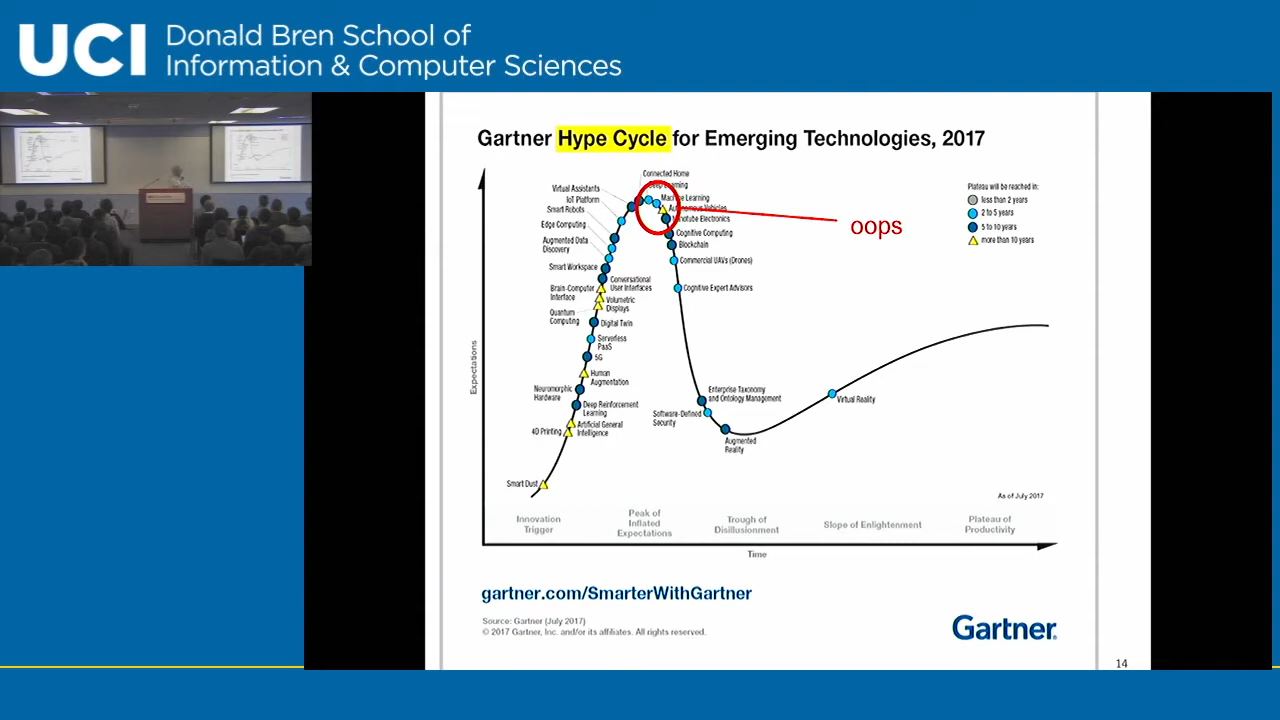 UCI
Donald Bren School of
Information & Computer Sciences
Gartner Hype Cycle for Emerging Technologies, 2017
Connected Home
Deep Learning
Virtual Assistants
Machine Learning
IoT Platform
Autonomous Vehicles
Smart Robots
Nanotube Electronics
Edge Computing
Cognitive Computing
Augmented Data
Discovery
Blockchain
Commercial UAVs (Drones)
Smart Workspace
Conversational
User Interfaces
Brain-Computer
Interface
Cognitive Expert Advisors
Volumetric
Displays
Quantum
Computing
Digital Twin
Serverless
PaaS
5G
Human
Augmentation
Neuromorphic
Hardware
Deep Reinforcement
Learning
Artificial General
Intelligence
4D Printing
Smart Dust
Enterprise Taxonomy
and Ontology Management
Software-Defined
Security
Augmented
Reality
Virtual Reality
Plateau will be reached in:
less than 2 years
2 to 5 years
5 to 10 years
more than 10 years
oops
Expectations
As of July 2017
Innovation
Trigger
Peak of
Inflated
Expectations
Trough of
Disillusionment
Slope of Enlightenment
Plateau of
Productivity
Time
gartner.com/SmarterWithGartner
Source: Gartner (July 2017)
© 2017 Gartner, Inc. and/or its affiliates. All rights reserved.
Gartner.
14